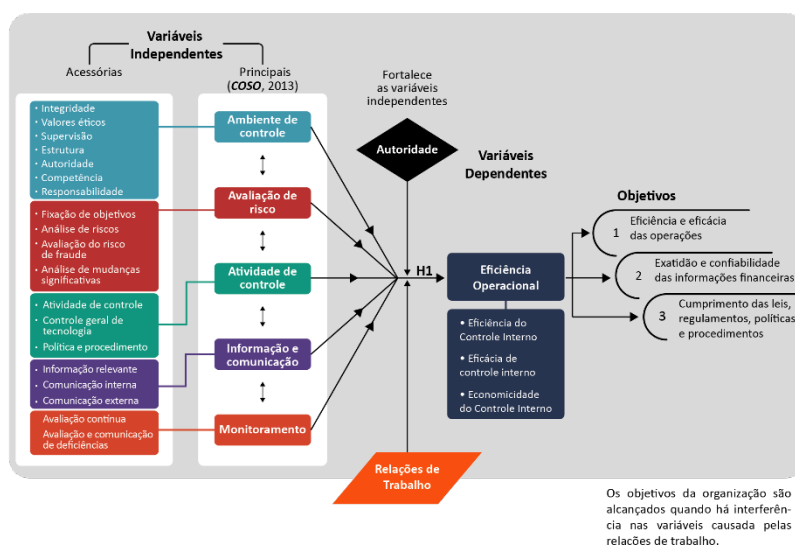 Variáveis
Independentes
Acessórias
Principais
(COSO, 2013)
• Integridade
• Valores éticos
• Supervisão
• Estrutura
• Autoridade
• Competência
• Responsabilidade
• Fixação de objetivos
• Análise de riscos
• Avaliação do risco
de fraude
• Análise de mudanças
significativas
• Atividade de controle
• Controle geral de
tecnologia
• Política e procedimento
• Informação relevante
• Comunicação interna
• Comunicação externa
Avaliação contínua
Avaliação e comunicação
de deficiências
Ambiente de
controle
Avaliação de
risco
Atividade de
controle
Informação e
comunicação
Monitoramento
Fortalece
as variáveis
independentes
Autoridade
H1
Relações de
Trabalho
Variáveis
Dependentes
Eficiência
Operacional
• Eficiência do
Controle Interno
• Eficácia de
controle interno
• Economicidade
do Controle Interno
Objetivos
1 Eficiência e eficácia
das operações
2 Exatidão e confiabilidade
das informações financeiras
3 Cumprimento das leis,
regulamentos, políticas
e procedimentos
Os objetivos da organização são
alcançados quando há interferên-
cia nas variáveis causada pelas
relações de trabalho.